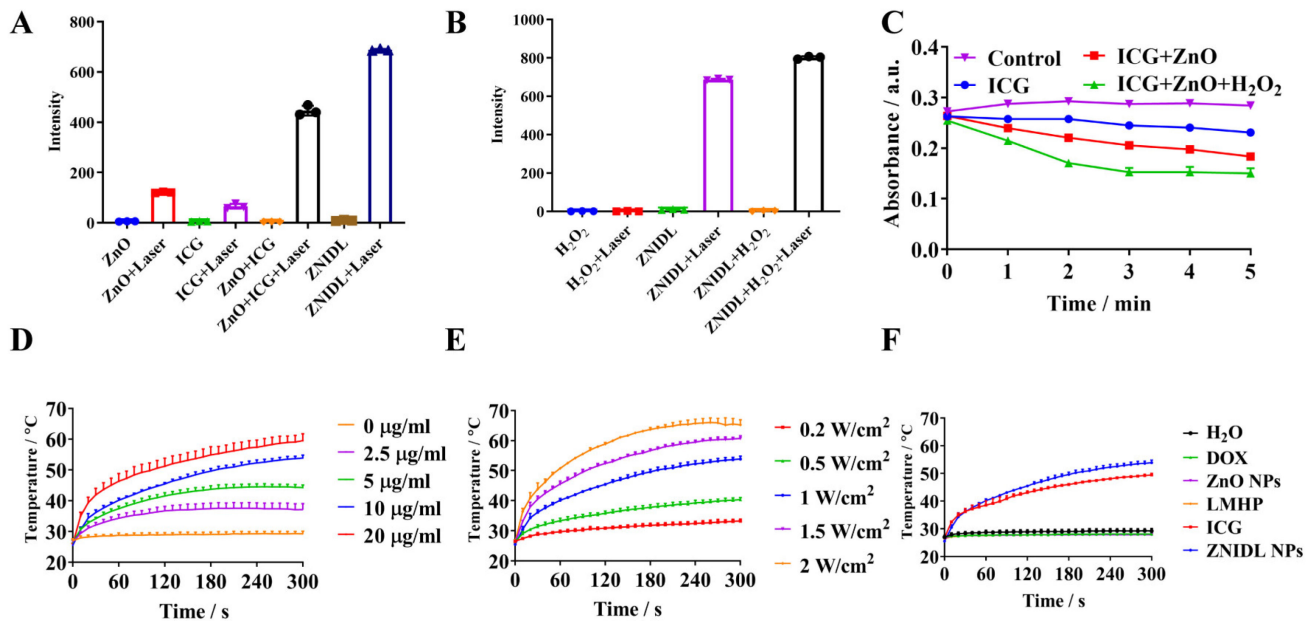 A
800
600
400
200
0
Intensity
ZnO
ZnO+Laser
ICG
ICG+Laser
ZnO+ICG
ZnO+ICG+Laser
ZNIDL
ZNIDL+Laser
B
1000
800
600
400
200
0
Intensity
H₂O₂
H₂O₂+Laser
ZNIDL
ZNIDL+Laser
ZNIDL+H₂O₂
ZNIDL+H₂O₂+Laser
C
0.4
0.3
0.2
0.1
0.0
Absorbance / a.u.
Control
ICG
ICG+ZnO
ICG+ZnO+H₂O₂
0 1 2 3 4 5
Time / min
D
70
60
50
40
30
20
Temperature / °C
0 60 120 180 240 300
Time / s
0 μg/ml
2.5 μg/ml
5 μg/ml
10 μg/ml
20 μg/ml
E
70
60
50
40
30
20
Temperature / °C
0 60 120 180 240 300
Time / s
0.2 W/cm²
0.5 W/cm²
1 W/cm²
1.5 W/cm²
2 W/cm²
F
70
60
50
40
30
20
Temperature / °C
0 60 120 180 240 300
Time / s
H₂O
DOX
ZnO NPs
LMHP
ICG
ZNIDL NPs